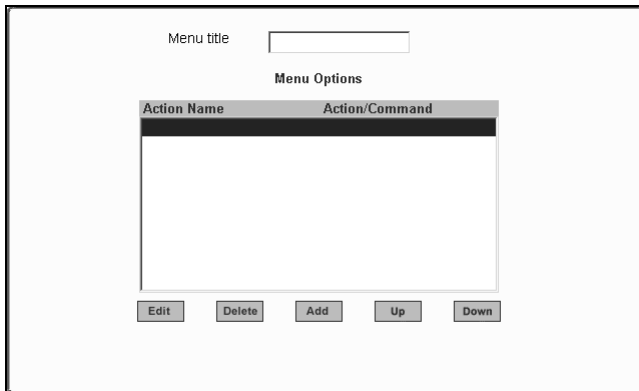 Menu title
Menu Options
Action Name Action/Command
Edit Delete Add Up Down